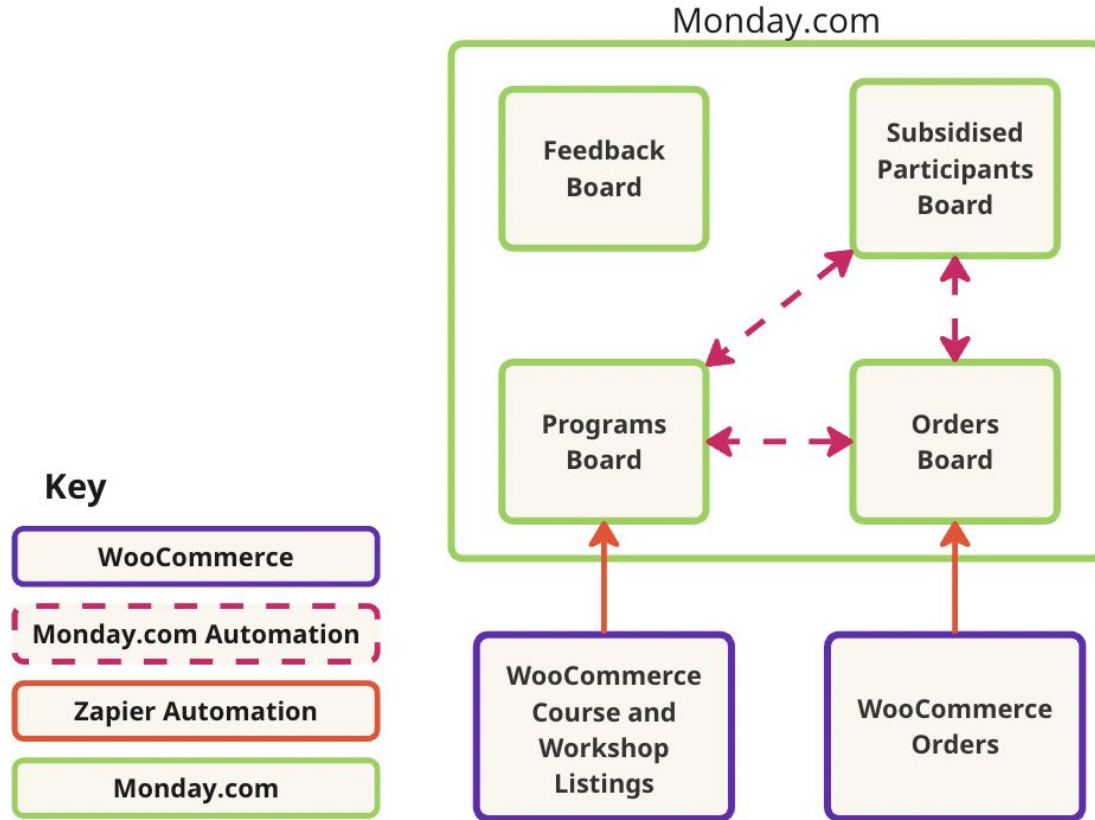 Monday.com
Feedback
Board
Subsidised
Participants
Board
Programs
Board
Orders
Board
Key
WooCommerce
Monday.com Automation
Zapier Automation
Monday.com
WooCommerce
Course and
Workshop
Listings
WooCommerce
Orders